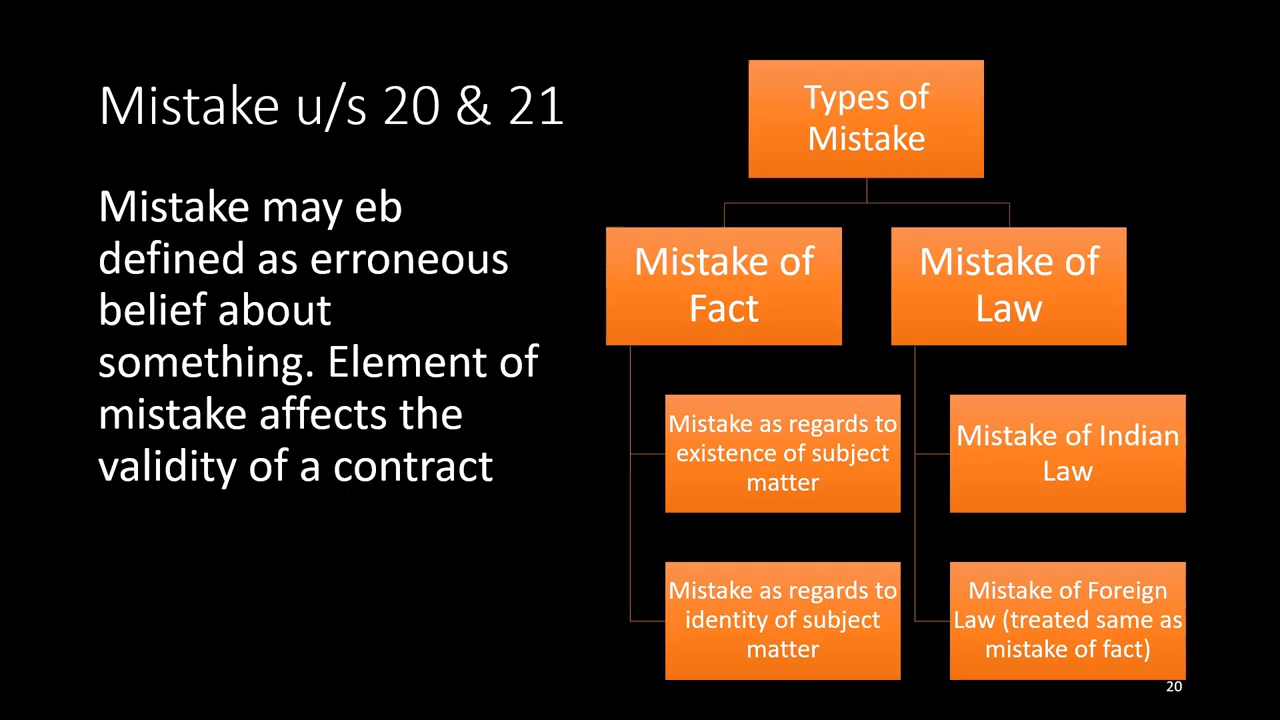 Mistake u/s 20 & 21
Mistake may eb
defined as erroneous
belief about
something. Element of
mistake affects the
validity of a contract
Types of
Mistake
Mistake of
Fact
Mistake of
Law
Mistake as regards to
existence of subject
matter
Mistake of Indian
Law
Mistake as regards to
identity of subject
matter
Mistake of Foreign
Law (treated same as
mistake of fact)
20